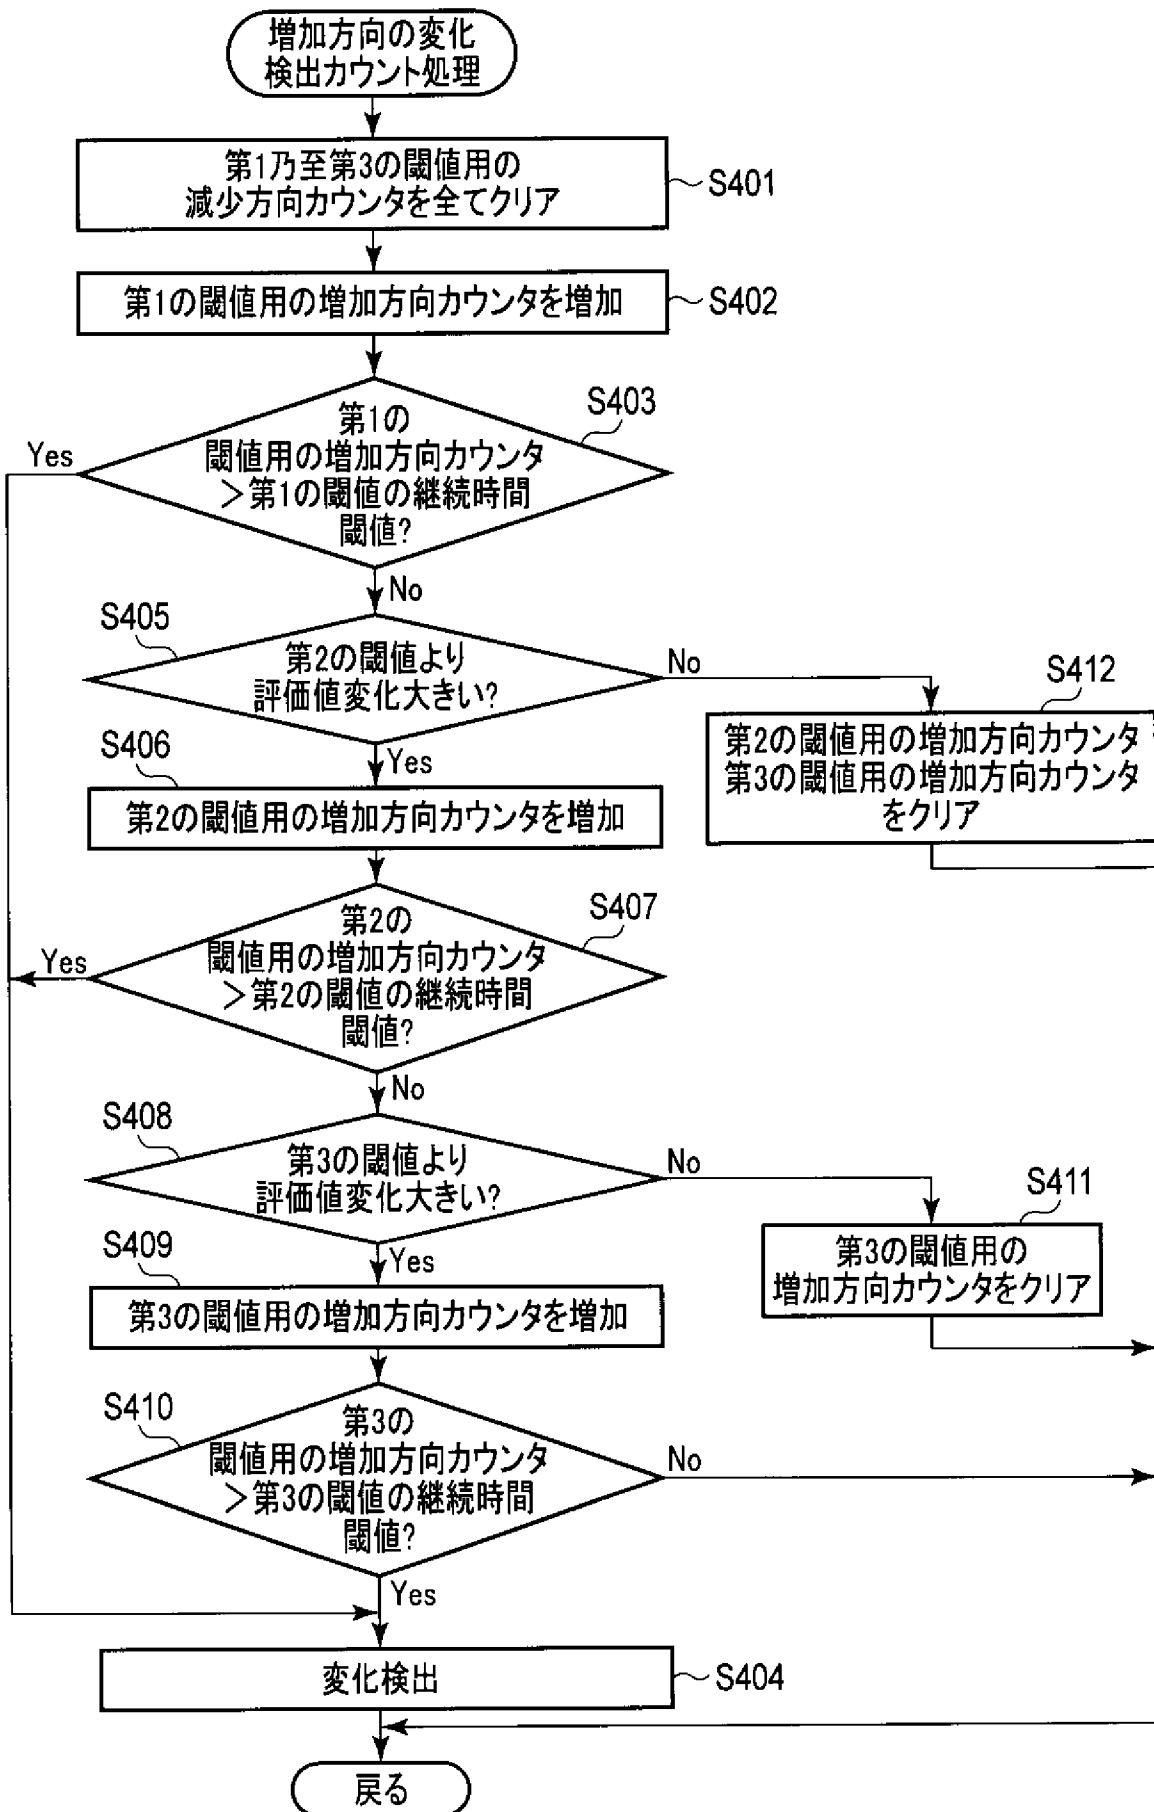 増加方向の変化
検出カウント処理
第1乃至第3の閾値用の
減少方向カウンタを全てクリア
S401
第1の閾値用の増加方向カウンタを増加
S402
第1の
閾値用の増加方向カウンタ
＞第1の閾値の継続時間
閾値?
S403
Yes
No
S405
第2の閾値より
評価値変化大きい?
No
S412
第2の閾値用の増加方向カウンタ
第3の閾値用の増加方向カウンタ
をクリア
Yes
S406
第2の閾値用の増加方向カウンタを増加
第2の
閾値用の増加方向カウンタ
＞第2の閾値の継続時間
閾値?
S407
Yes
No
S408
第3の閾値より
評価値変化大きい?
No
S411
第3の閾値用の
増加方向カウンタをクリア
Yes
S409
第3の閾値用の増加方向カウンタを増加
S410
第3の
閾値用の増加方向カウンタ
＞第3の閾値の継続時間
閾値?
No
Yes
変化検出
S404
戻る